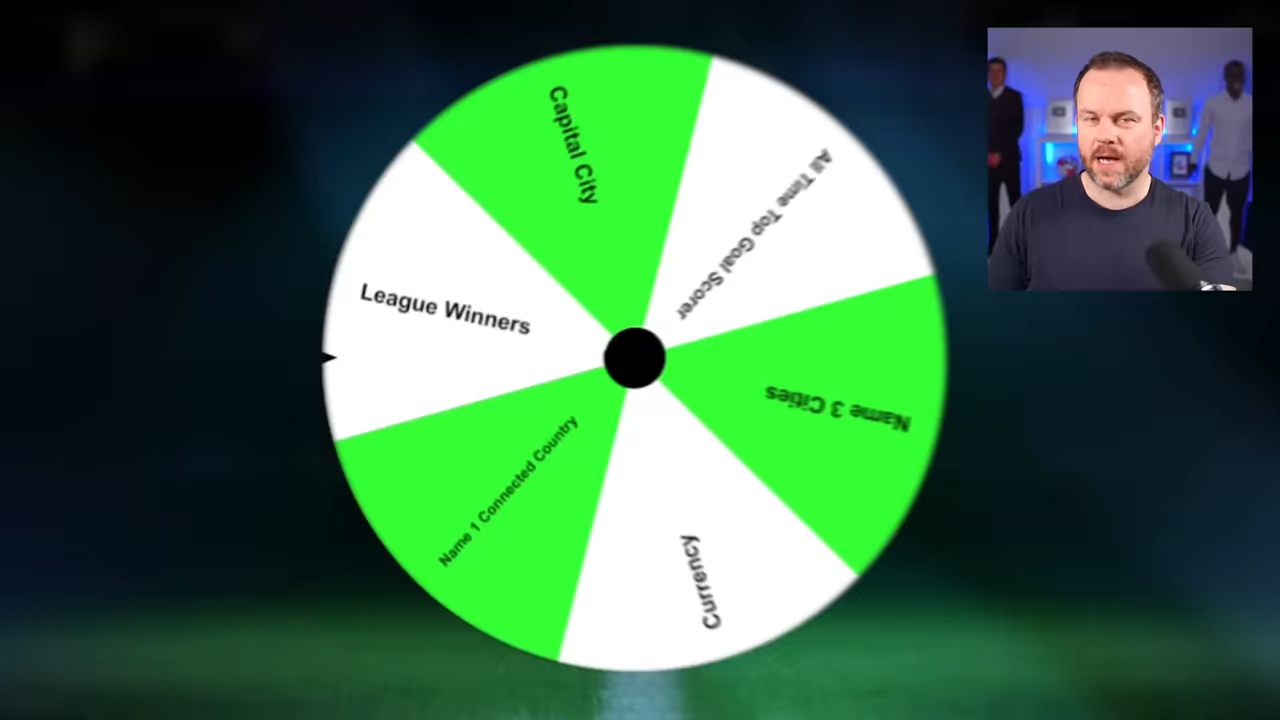 Capital City
All Time Top Goal Scorer
League Winners
Name 3 Cities
Name 1 Connected Country
Currency